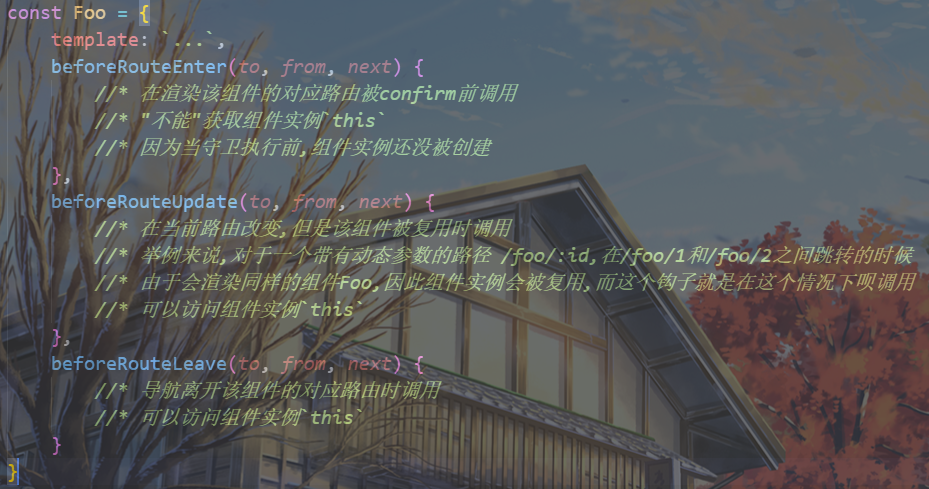 const Foo = {
    template: `...`,
    beforeRouteEnter(to, from, next) {
        //* 在渲染该组件的对应路由被confirm前调用
        //* "不能"获取组件实例`this`
        //* 因为当守卫执行前,组件实例还没被创建
    },
    beforeRouteUpdate(to, from, next) {
        //* 在当前路由改变,但是该组件被复用时调用
        //* 举例来说,对于一个带有动态参数的路径 /foo/:id,在/foo/1和/foo/2之间跳转的时候
        //* 由于会渲染同样的组件Foo,因此组件实例会被复用,而这个钩子就是在这个情况下呗调用
        //* 可以访问组件实例`this`
    },
    beforeRouteLeave(to, from, next) {
        //* 导航离开该组件的对应路由时调用
        //* 可以访问组件实例`this`
    }
}